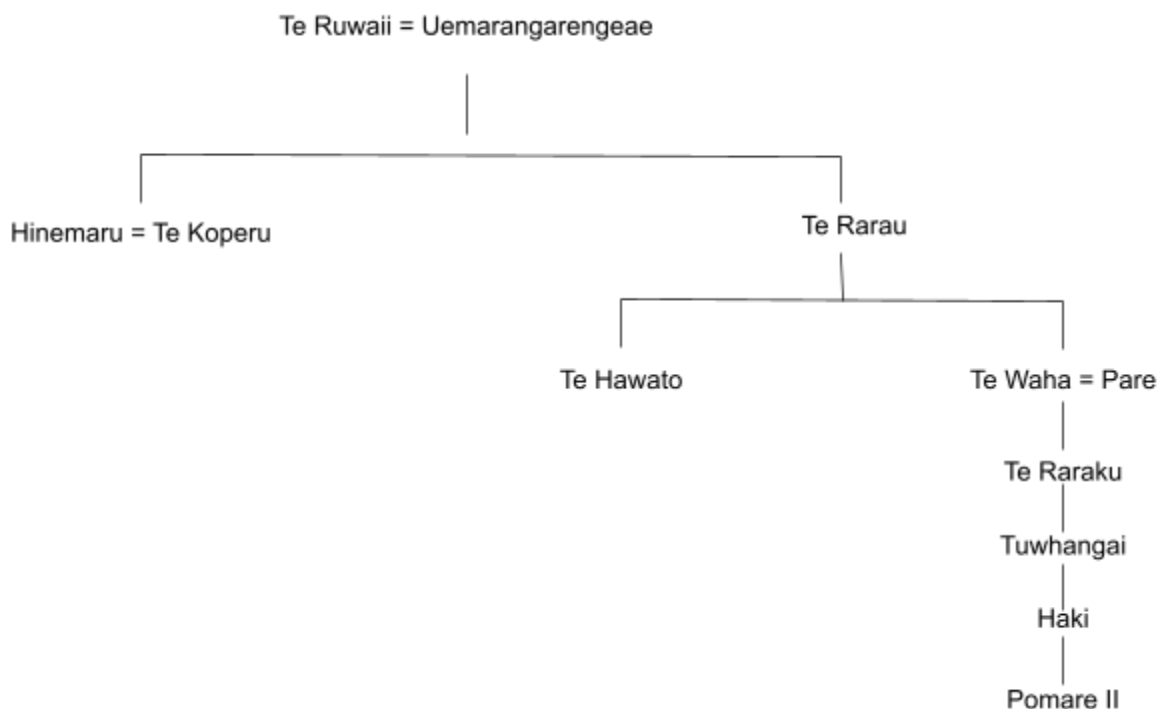 Te Ruwaii = Uemarangarengeae
Hinemaru = Te Koperu
Te Rarau
Te Hawato
Te Waha = Pare
Te Raraku
Tuwhangai
Haki
Pomare II